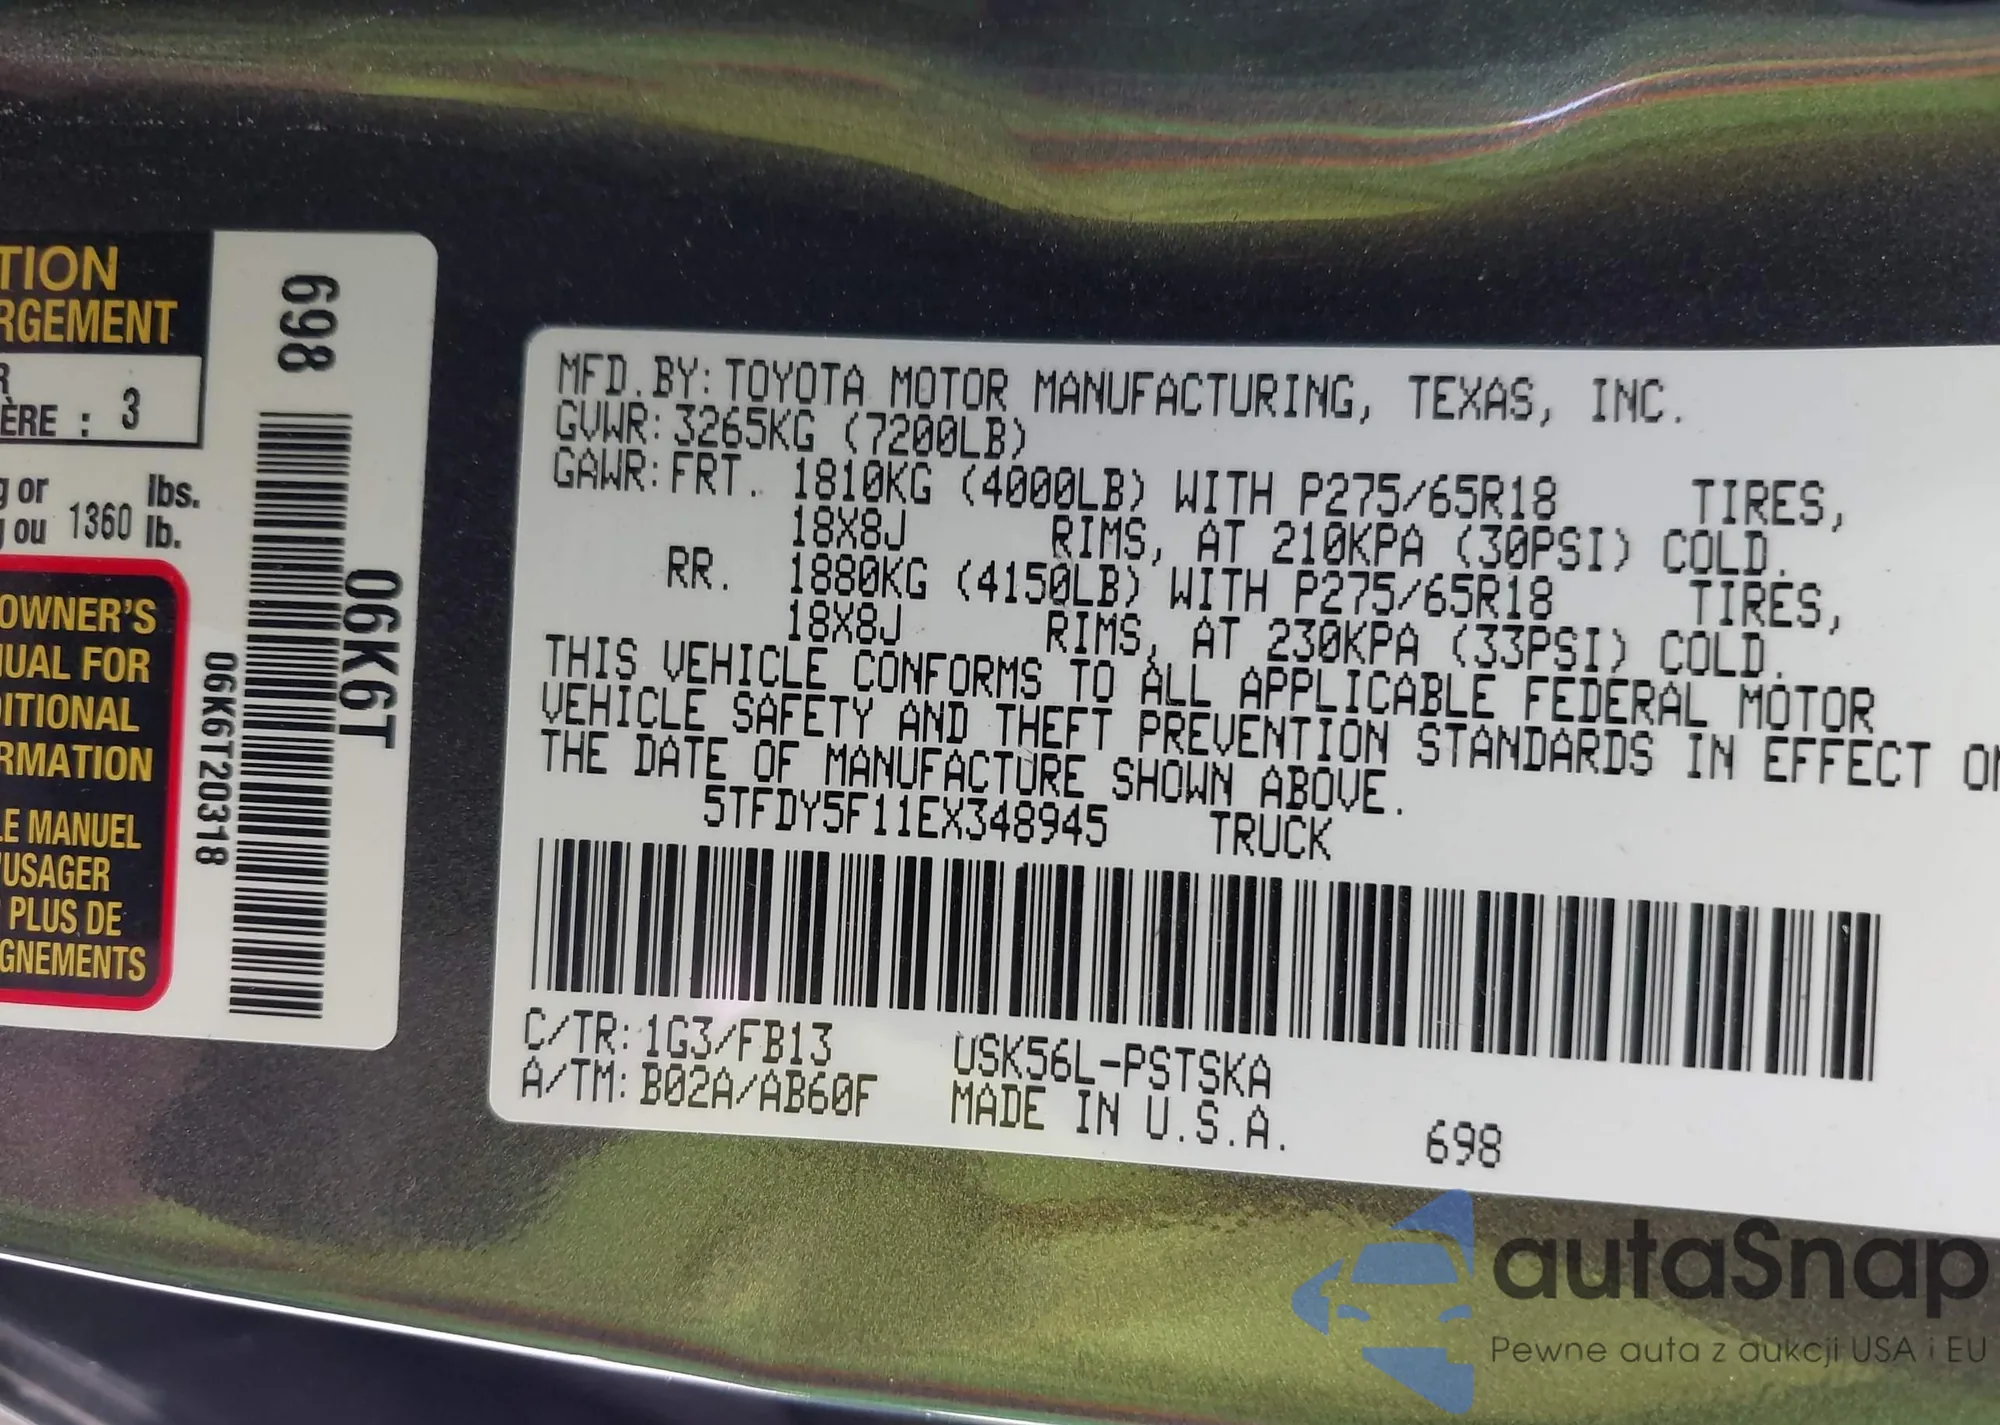 TION
RGEMENT
R
ÈRE : 3
g or
g ou 1360 lbs.
lb.
OWNER'S
UAL FOR
DITIONAL
RMATION
LE MANUEL
'USAGER
PLUS DE
GNEMENTS
698
06K6T
06K6T20318
MFD.BY: TOYOTA MOTOR MANUFACTURING, TEXAS, INC.
GVWR: 3265KG (7200LB)
GAWR: FRT. 1810KG (4000LB) WITH P275/65R18 TIRES,
18X8J RIMS, AT 210KPA (30PSI) COLD.
RR. 1880KG (4150LB) WITH P275/65R18 TIRES,
18X8J RIMS, AT 230KPA (33PSI) COLD.
THIS VEHICLE CONFORMS TO ALL APPLICABLE FEDERAL MOTOR
VEHICLE SAFETY AND THEFT PREVENTION STANDARDS IN EFFECT ON
THE DATE OF MANUFACTURE SHOWN ABOVE.
5TFDY5F11EX348945 TRUCK
C/TR: 1G3/FB13 USK56L-PSTSKA
A/TM: B02A/AB60F MADE IN U.S.A.
698
autaSnap
Pewne auta z aukcji USA i EU